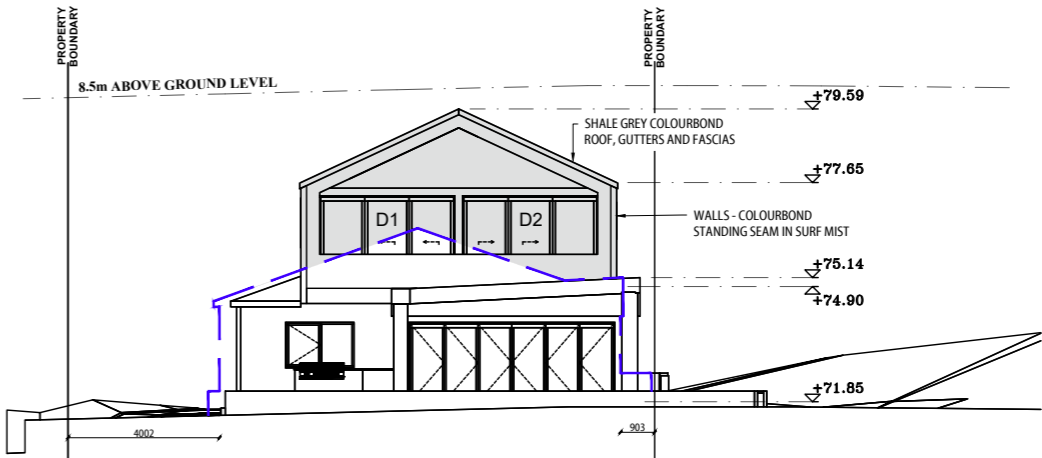 PROPERTY
BOUNDARY
PROPERTY
BOUNDARY
8.5m ABOVE GROUND LEVEL
+79.59
SHALE GREY COLOURBOND
ROOF, GUTTERS AND FASCIAS
+77.65
D1
D2
WALLS - COLOURBOND
STANDING SEAM IN SURF MIST
+75.14
+74.90
+71.85
4002
903